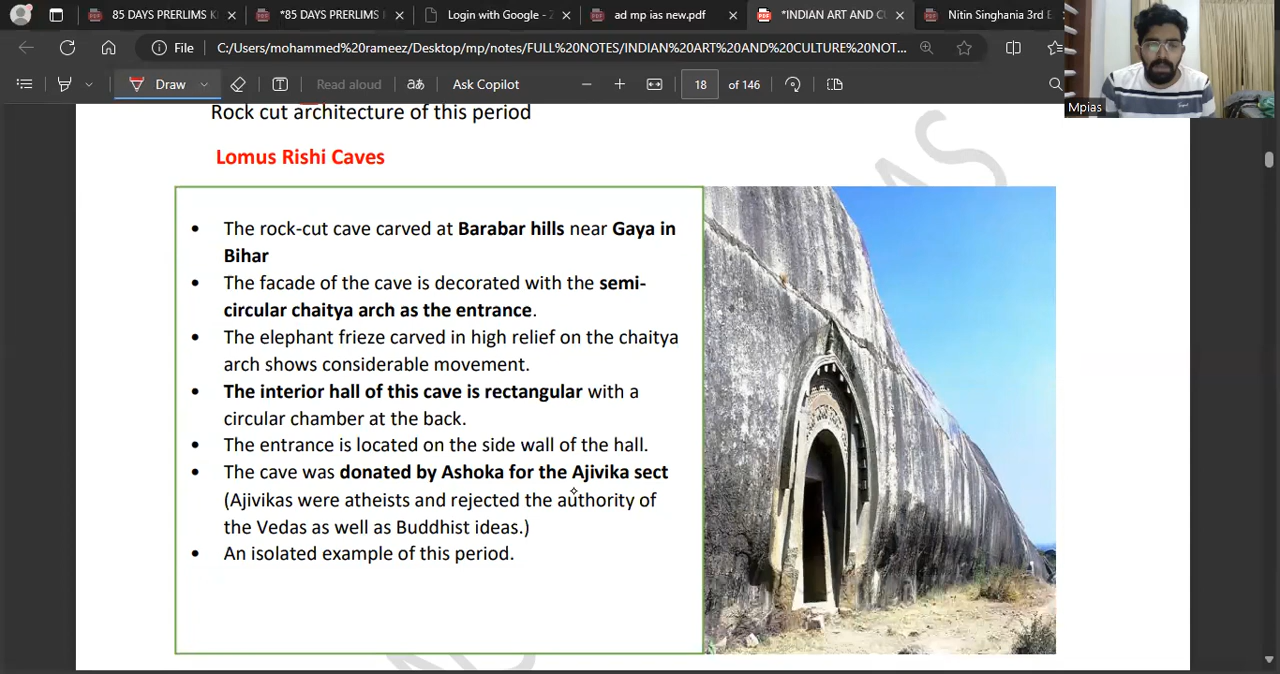 85 DAYS PRERLIMS K
*85 DAYS PRERLIMS
Login with Google - Z
ad mp ias new.pdf
*INDIAN ART AND CU
Nitin Singhania 3rd E
File
C:/Users/mohammed%20rameez/Desktop/mp/notes/FULL%20NOTES/INDIAN%20ART%20AND%20CULTURE%20NOT...
Draw
Read aloud
aあ
Ask Copilot
18 of 146
Mpias
Rock cut architecture of this period
Lomus Rishi Caves
• The rock-cut cave carved at Barabar hills near Gaya in
Bihar
• The facade of the cave is decorated with the semi-
circular chaitya arch as the entrance.
• The elephant frieze carved in high relief on the chaitya
arch shows considerable movement.
• The interior hall of this cave is rectangular with a
circular chamber at the back.
• The entrance is located on the side wall of the hall.
• The cave was donated by Ashoka for the Ajivika sect
(Ajivikas were atheists and rejected the authority of
the Vedas as well as Buddhist ideas.)
• An isolated example of this period.